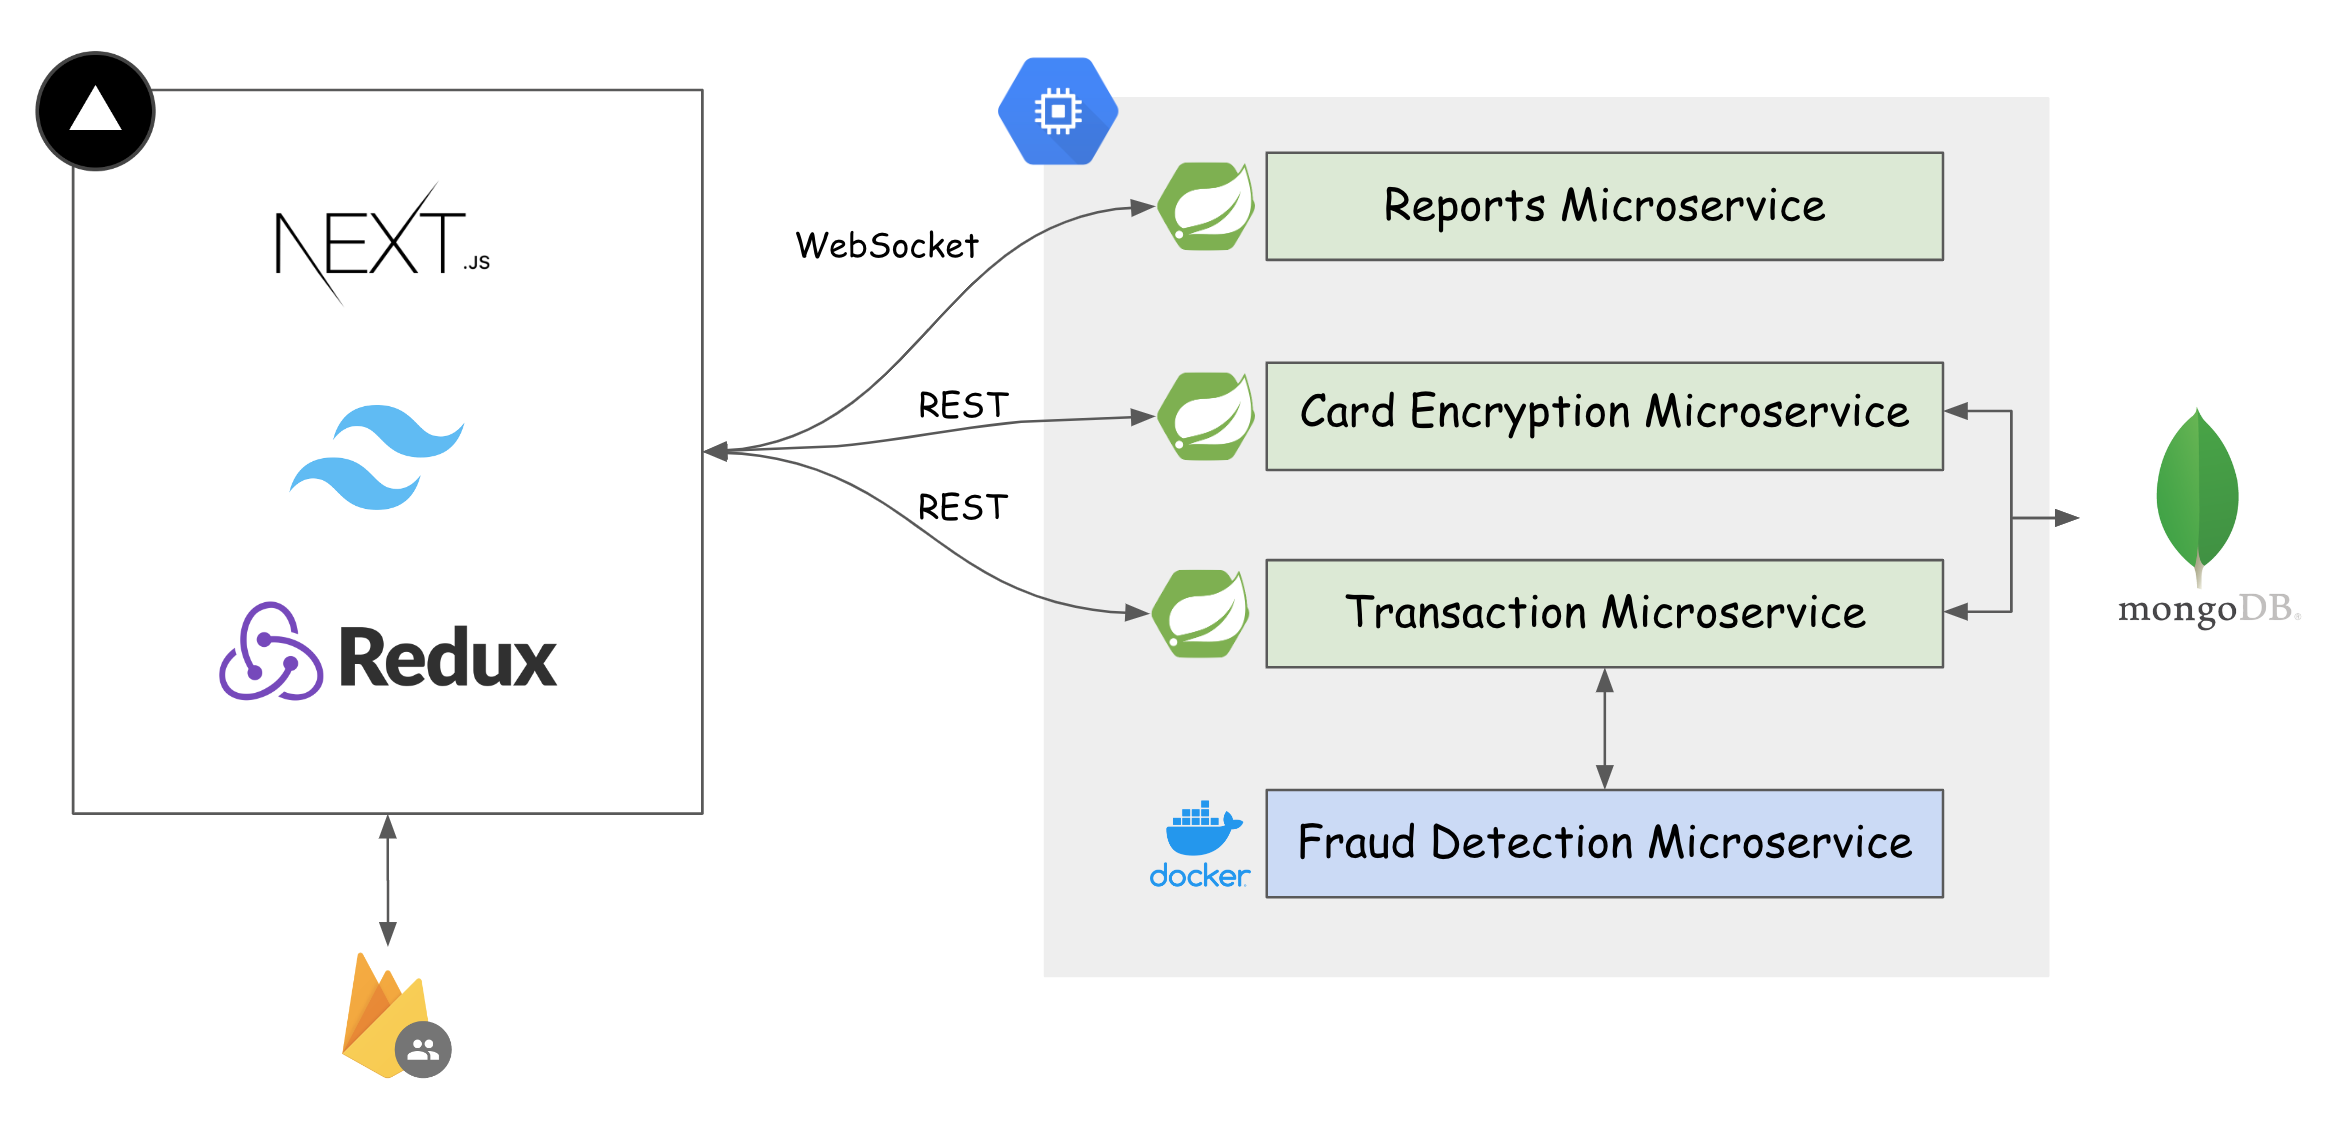 NEXT.JS
Redux
WebSocket
REST
REST
Reports Microservice
Card Encryption Microservice
Transaction Microservice
docker
Fraud Detection Microservice
mongoDB®